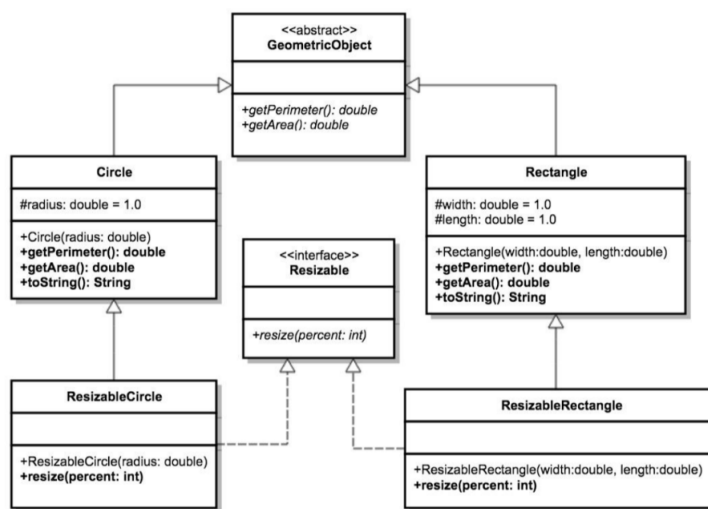 <<abstract>>
GeometricObject
+getPerimeter(): double
+getArea(): double
Circle
#radius: double = 1.0
+Circle(radius: double)
+getPerimeter(): double
+getArea(): double
+toString(): String
Rectangle
#width: double = 1.0
#length: double = 1.0
+Rectangle(width:double, length:double)
+getPerimeter(): double
+getArea(): double
+toString(): String
<<interface>>
Resizable
+resize(percent: int)
ResizableCircle
+ResizableCircle(radius: double)
+resize(percent: int)
ResizableRectangle
+ResizableRectangle(width:double, length:double)
+resize(percent: int)